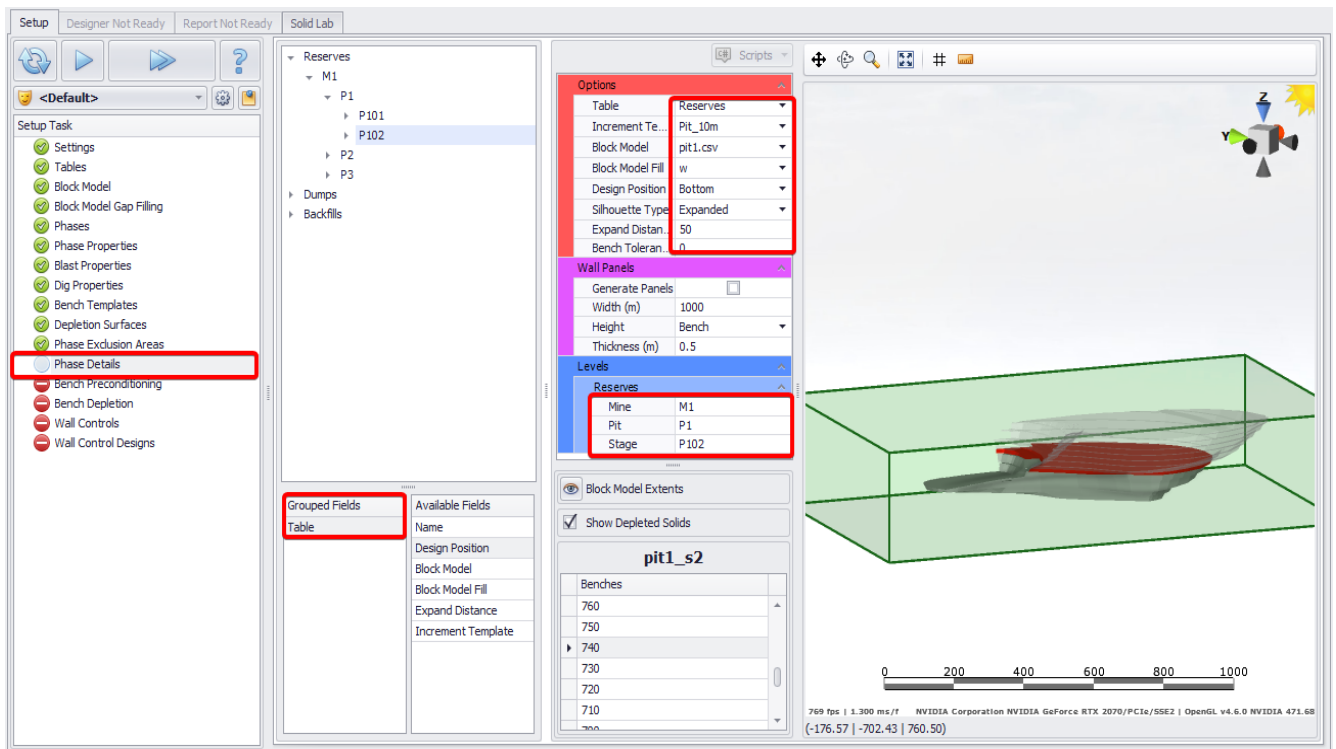 Setup
Designer Not Ready
Report Not Ready
Solid Lab
<Default>
Setup Task
Settings
Tables
Block Model
Block Model Gap Filling
Phases
Phase Properties
Blast Properties
Dig Properties
Bench Templates
Depletion Surfaces
Phase Exclusion Areas
Phase Details
Bench Preconditioning
Bench Depletion
Wall Controls
Wall Control Designs
Reserves
M1
P1
P101
P102
P2
P3
Dumps
Backfills
Grouped Fields
Table
Available Fields
Name
Design Position
Block Model
Block Model Fill
Expand Distance
Increment Template
C# Scripts
Options
Table Reserves
Increment Te... Pit_10m
Block Model pit1.csv
Block Model Fill w
Design Position Bottom
Silhouette Type Expanded
Expand Distan... 50
Bench Toleran... 0
Wall Panels
Generate Panels
Width (m) 1000
Height Bench
Thickness (m) 0.5
Levels
Reserves
Mine M1
Pit P1
Stage P102
Block Model Extents
Show Depleted Solids
pit1_s2
Benches
760
750
740
730
720
710
Z
Y
0 200 400 600 800 1000
769 fps | 1.300 ms/f NVIDIA Corporation NVIDIA GeForce RTX 2070/PCIe/SSE2 | OpenGL v4.6.0 NVIDIA 471.68
(-176.57 | -702.43 | 760.50)